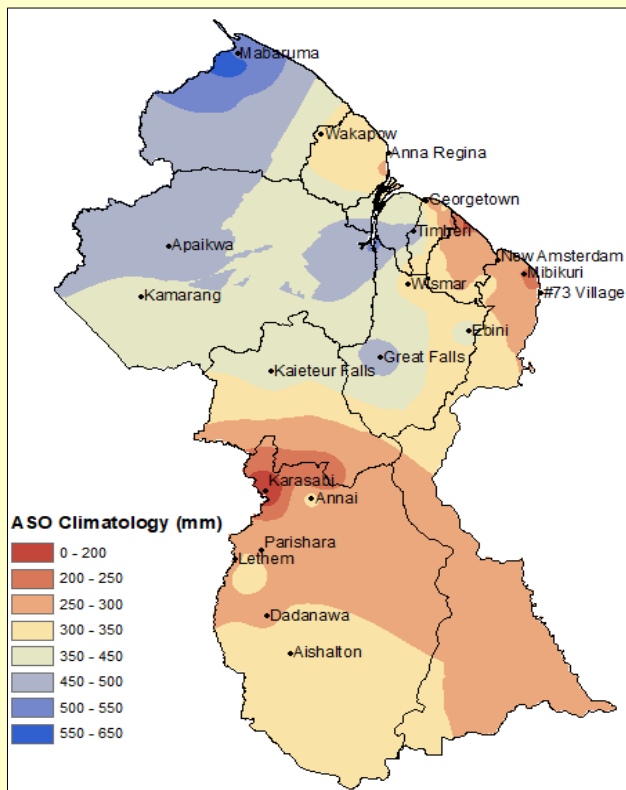 Mabaruma
Wakapow
Anna Regina
Georgetown
Timheri
Apaikwa
New Amsterdam
Mibikuri
Wismar
#73 Village
Kamarang
Ebini
Great Falls
Kaieteur Falls
Karasabi
Annai
ASO Climatology (mm)
0 - 200
200 - 250
250 - 300
300 - 350
350 - 450
450 - 500
500 - 550
550 - 650
Parishara
Lethem
Dadanawa
Aishalton